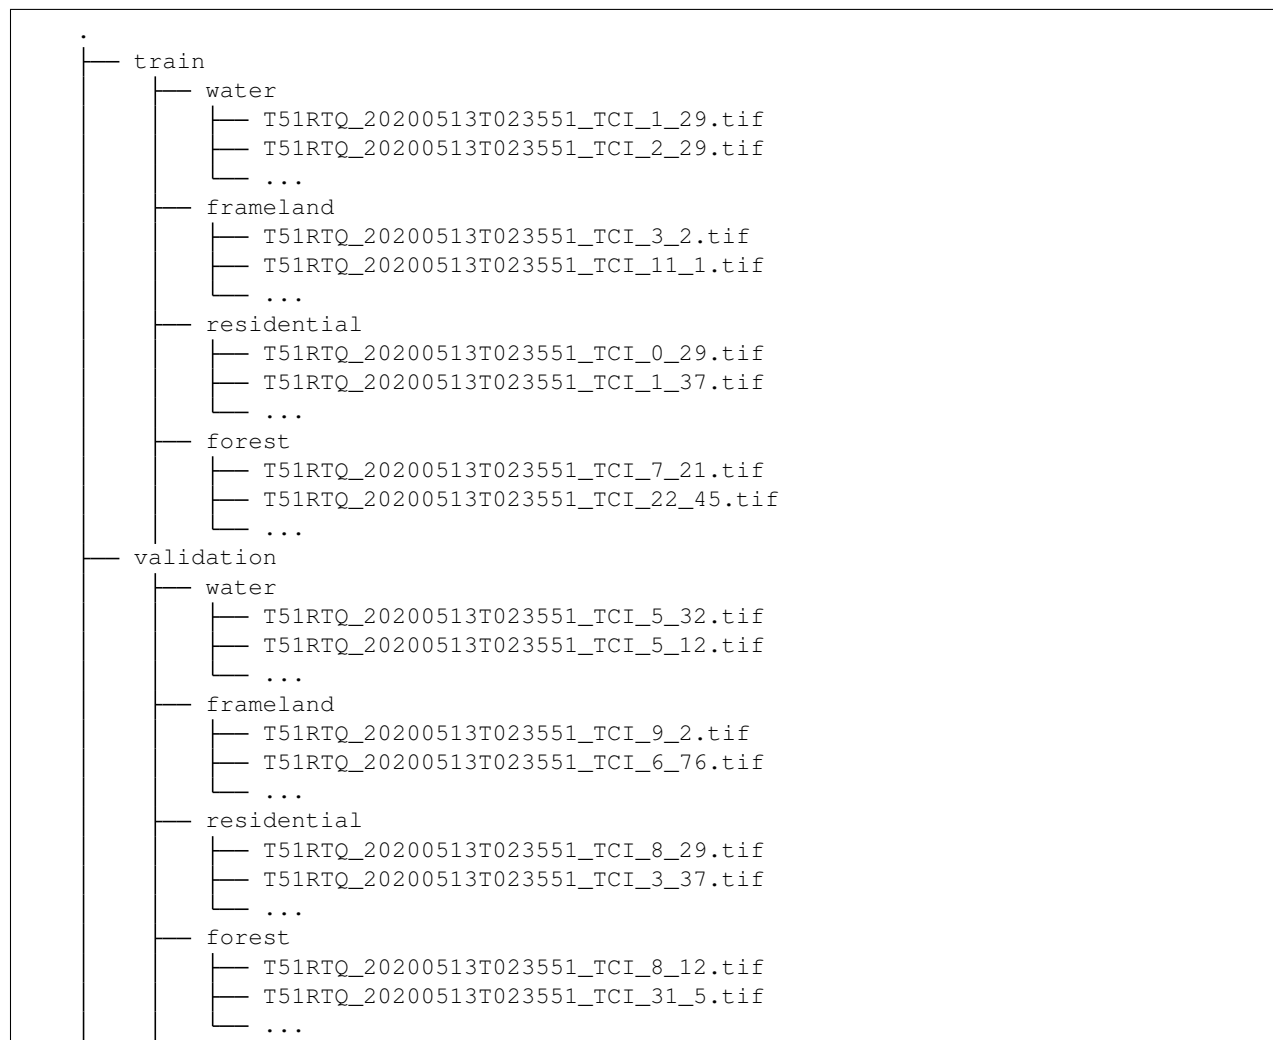 .
train
water
T51RTQ_20200513T023551_TCI_1_29.tif
T51RTQ_20200513T023551_TCI_2_29.tif
...
frameland
T51RTQ_20200513T023551_TCI_3_2.tif
T51RTQ_20200513T023551_TCI_11_1.tif
...
residential
T51RTQ_20200513T023551_TCI_0_29.tif
T51RTQ_20200513T023551_TCI_1_37.tif
...
forest
T51RTQ_20200513T023551_TCI_7_21.tif
T51RTQ_20200513T023551_TCI_22_45.tif
...
validation
water
T51RTQ_20200513T023551_TCI_5_32.tif
T51RTQ_20200513T023551_TCI_5_12.tif
...
frameland
T51RTQ_20200513T023551_TCI_9_2.tif
T51RTQ_20200513T023551_TCI_6_76.tif
...
residential
T51RTQ_20200513T023551_TCI_8_29.tif
T51RTQ_20200513T023551_TCI_3_37.tif
...
forest
T51RTQ_20200513T023551_TCI_8_12.tif
T51RTQ_20200513T023551_TCI_31_5.tif
...